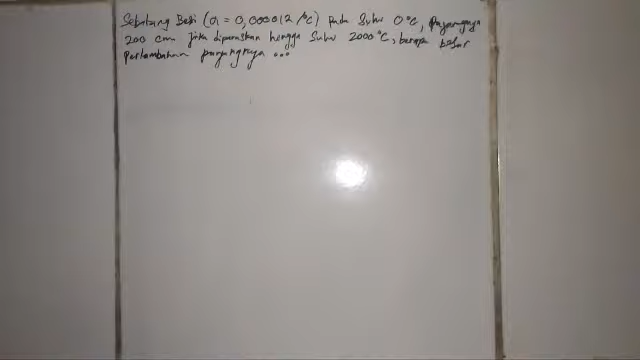 Sebatang Besi (α = 0,000012 /°C) pada Suhu 0°C, panjangnya
200 cm jika dipanaskan hingga Suhu 2000°C, berapa besar
Pertambahan panjangnya ...